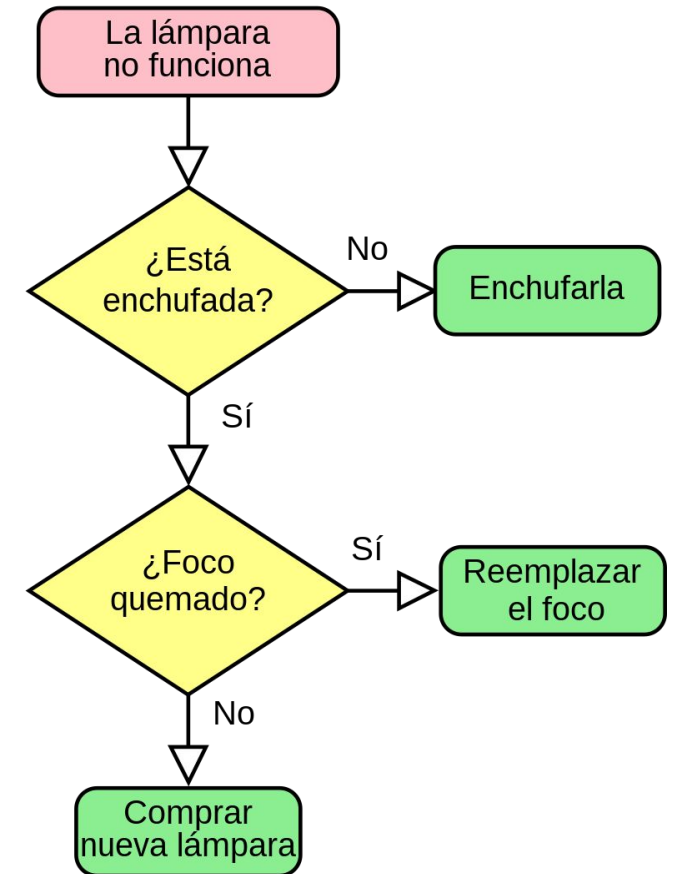 La lámpara
no funciona
¿Está
enchufada?
No
Enchufarla
Sí
¿Foco
quemado?
Sí
Reemplazar
el foco
No
Comprar
nueva lámpara